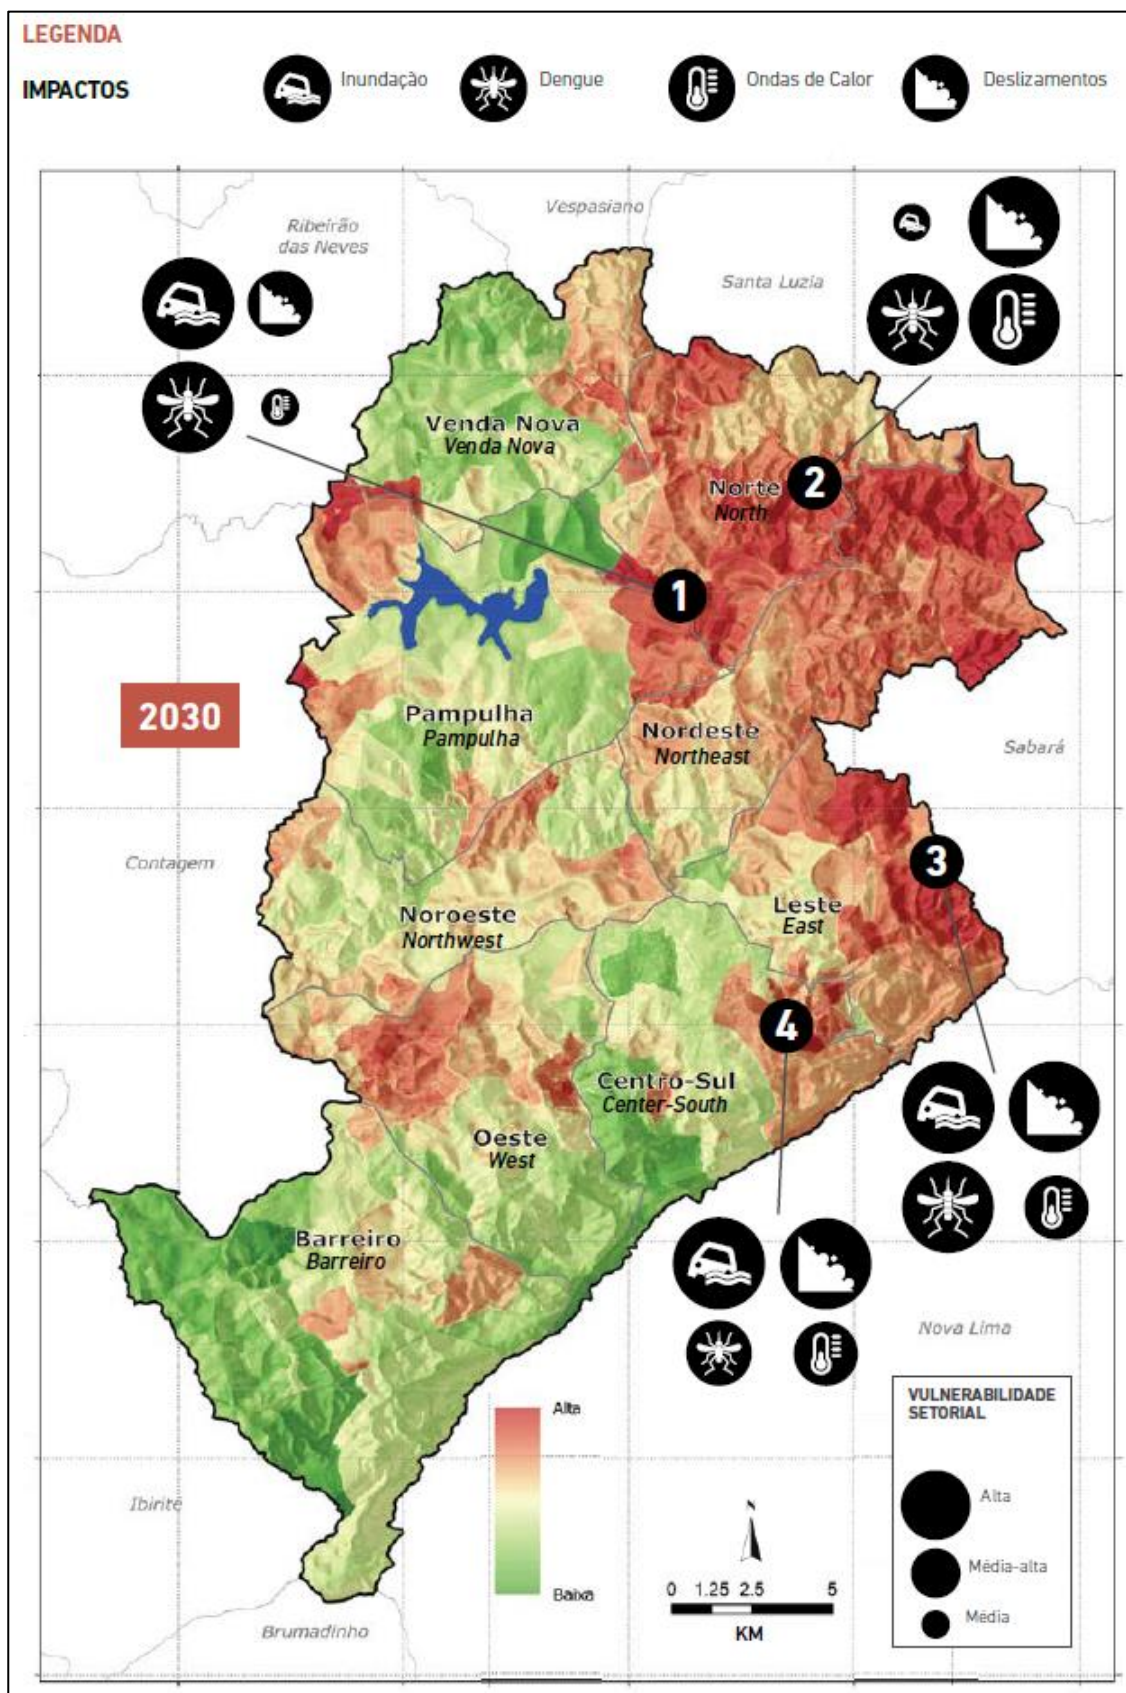 LEGENDA
IMPACTOS
Inundação
Dengue
Ondas de Calor
Deslizamentos
Ribeirão
das Neves
Vespasiano
Santa Luzia
Venda Nova
Venda Nova
Norte
North
2
1
2030
Pampulha
Pampulha
Nordeste
Northeast
Sabará
Contagem
3
Noroeste
Northwest
Leste
East
4
Centro-Sul
Center-South
Oeste
West
Barreiro
Barreiro
Nova Lima
Ibirité
Brumadinho
Alta
Baixa
N
0 1.25 2.5 5
KM
VULNERABILIDADE
SETORIAL
Alta
Média-alta
Média